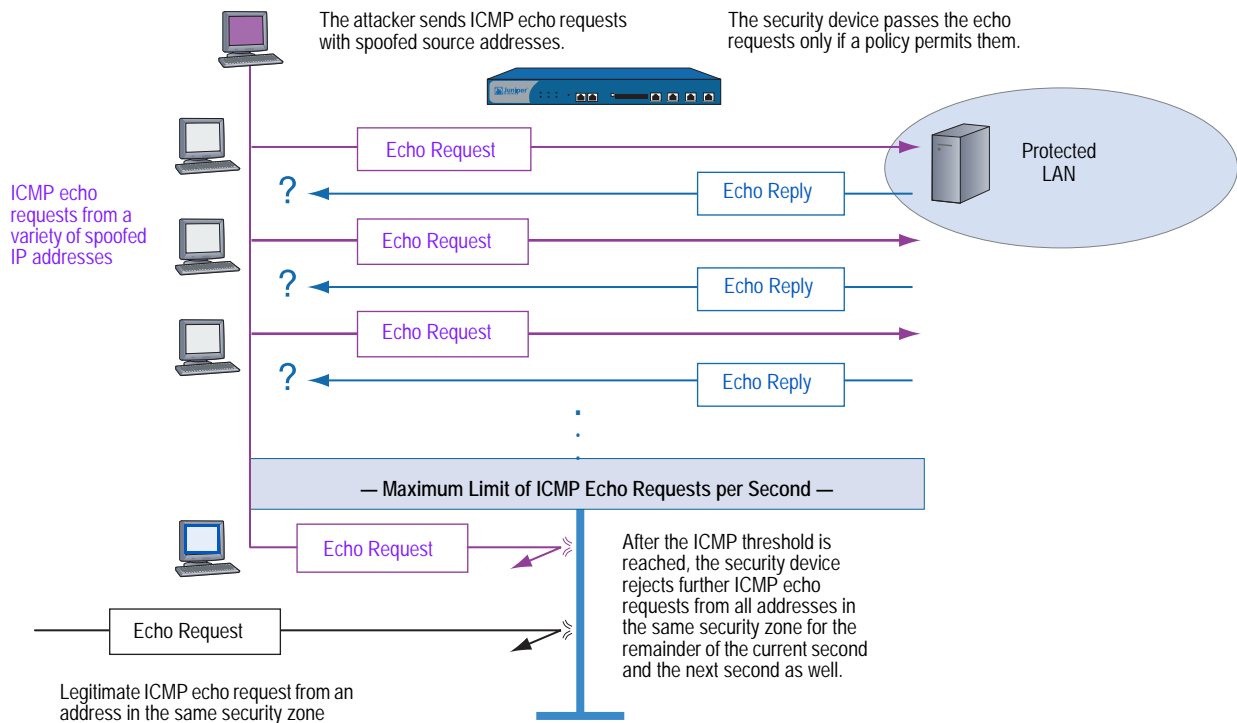 The attacker sends ICMP echo requests
with spoofed source addresses.
The security device passes the echo
requests only if a policy permits them.
Juniper
Echo Request
Protected
LAN
ICMP echo
requests from a
variety of spoofed
IP addresses
?
Echo Reply
Echo Request
?
Echo Reply
Echo Request
?
Echo Reply
— Maximum Limit of ICMP Echo Requests per Second —
Echo Request
After the ICMP threshold is
reached, the security device
rejects further ICMP echo
requests from all addresses in
the same security zone for the
remainder of the current second
and the next second as well.
Echo Request
Legitimate ICMP echo request from an
address in the same security zone